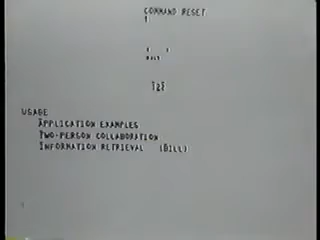 COMMAND RESET
USAGE
APPLICATION EXAMPLES
TWO-PERSON COLLABORATION
INFORMATION RETRIEVAL (BILL)